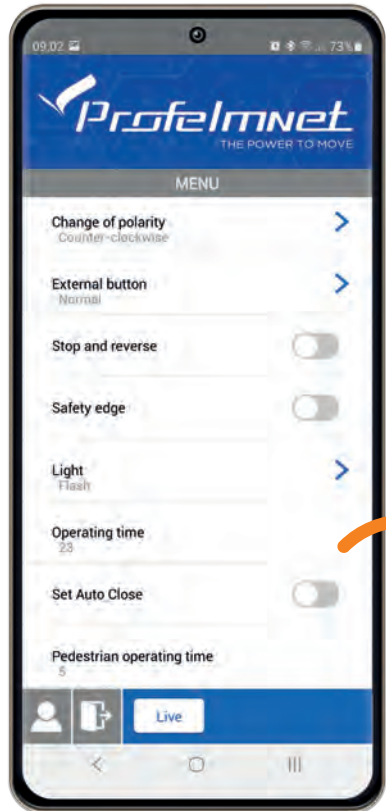 09,02
73%
Profelmnet
THE POWER TO MOVE
MENU
Change of polarity
Counter-clockwise
External button
Normal
Stop and reverse
Safety edge
Light
Flash
Operating time
23
Set Auto Close
Pedestrian operating time
5
Live